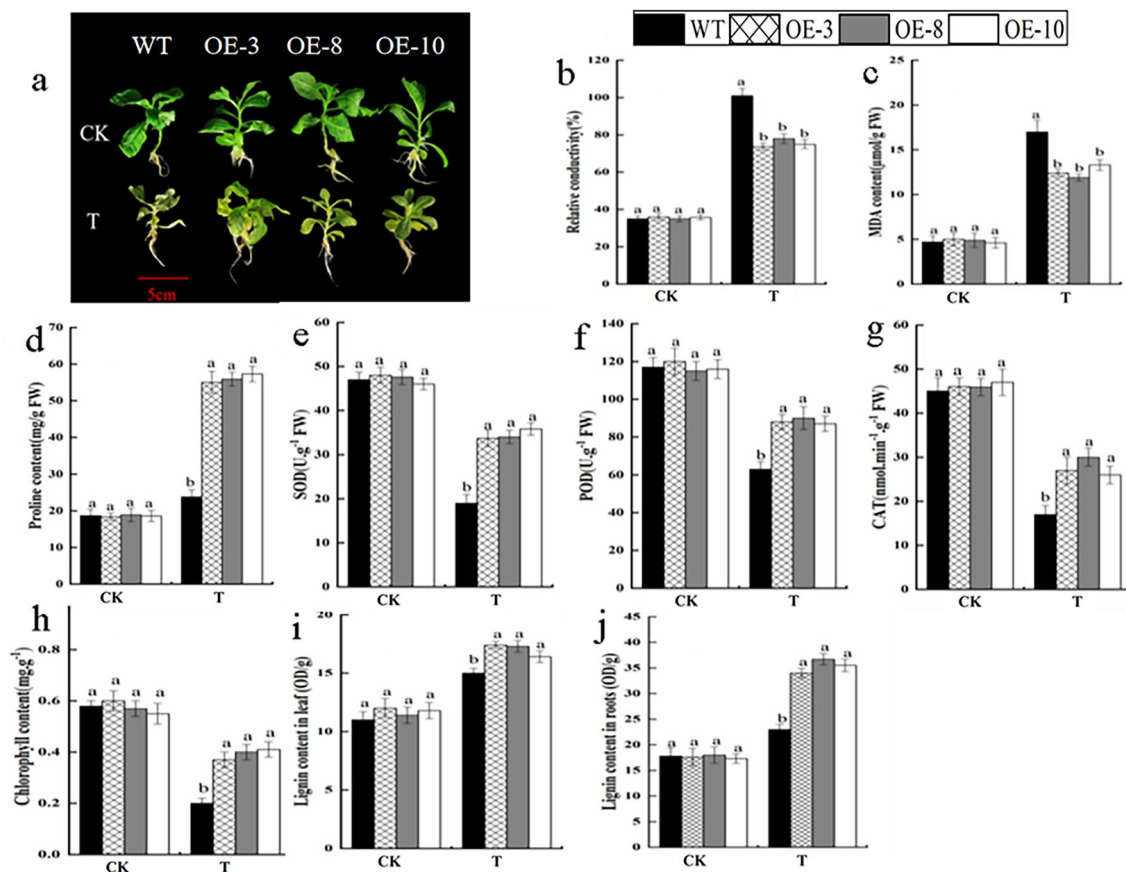 WT OE-3 OE-8 OE-10
a
CK
T
5cm
WT OE-3 OE-8 OE-10
b
Relative conductivity(%)
120
100
80
60
40
20
0
a a a a
a b b b
CK T
c
MDA content(μmol/g FW)
25
20
15
10
5
0
a a a a
a b b b
CK T
d
Proline content(mg/g FW)
70
60
50
40
30
20
10
0
a a a a
b a a a
CK T
e
SOD(U.g-1 FW)
60
50
40
30
20
10
0
a a a a
b a a a
CK T
f
POD(U.g-1 FW)
140
120
100
80
60
40
20
0
a a a a
b a a a
CK T
g
CAT(nmol.min-1.g-1 FW)
60
50
40
30
20
10
0
a a a a
b a a a
CK T
h
Chlorophyll content(mg.g-1)
0.8
0.6
0.4
0.2
0.0
a a a a
b a a a
CK T
i
Lignin content in leaf (OD/g)
20
15
10
5
0
a a a a
b a a a
CK T
j
Lignin content in roots (OD/g)
45
40
35
30
25
20
15
10
5
0
a a a a
b a a a
CK T